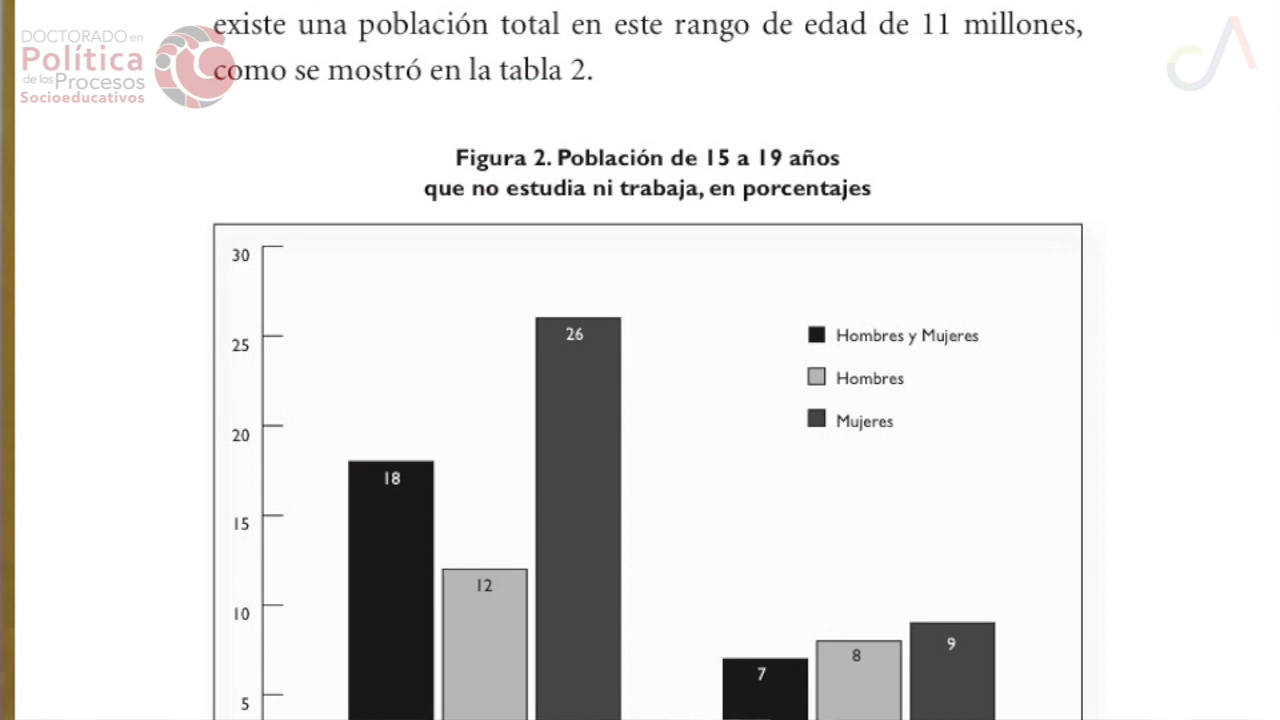 DOCTORADO en
Política
de los Procesos
Socioeducativos
existe una población total en este rango de edad de 11 millones,
como se mostró en la tabla 2.
Figura 2. Población de 15 a 19 años
que no estudia ni trabaja, en porcentajes
30
25
20
15
10
5
18
12
26
7
8
9
Hombres y Mujeres
Hombres
Mujeres